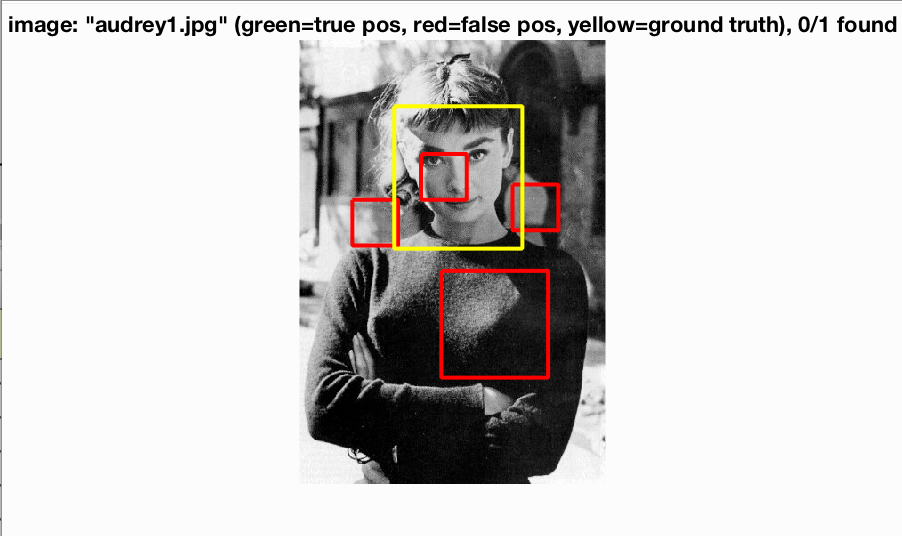 image: "audrey1.jpg" (green=true pos, red=false pos, yellow=ground truth), 0/1 found